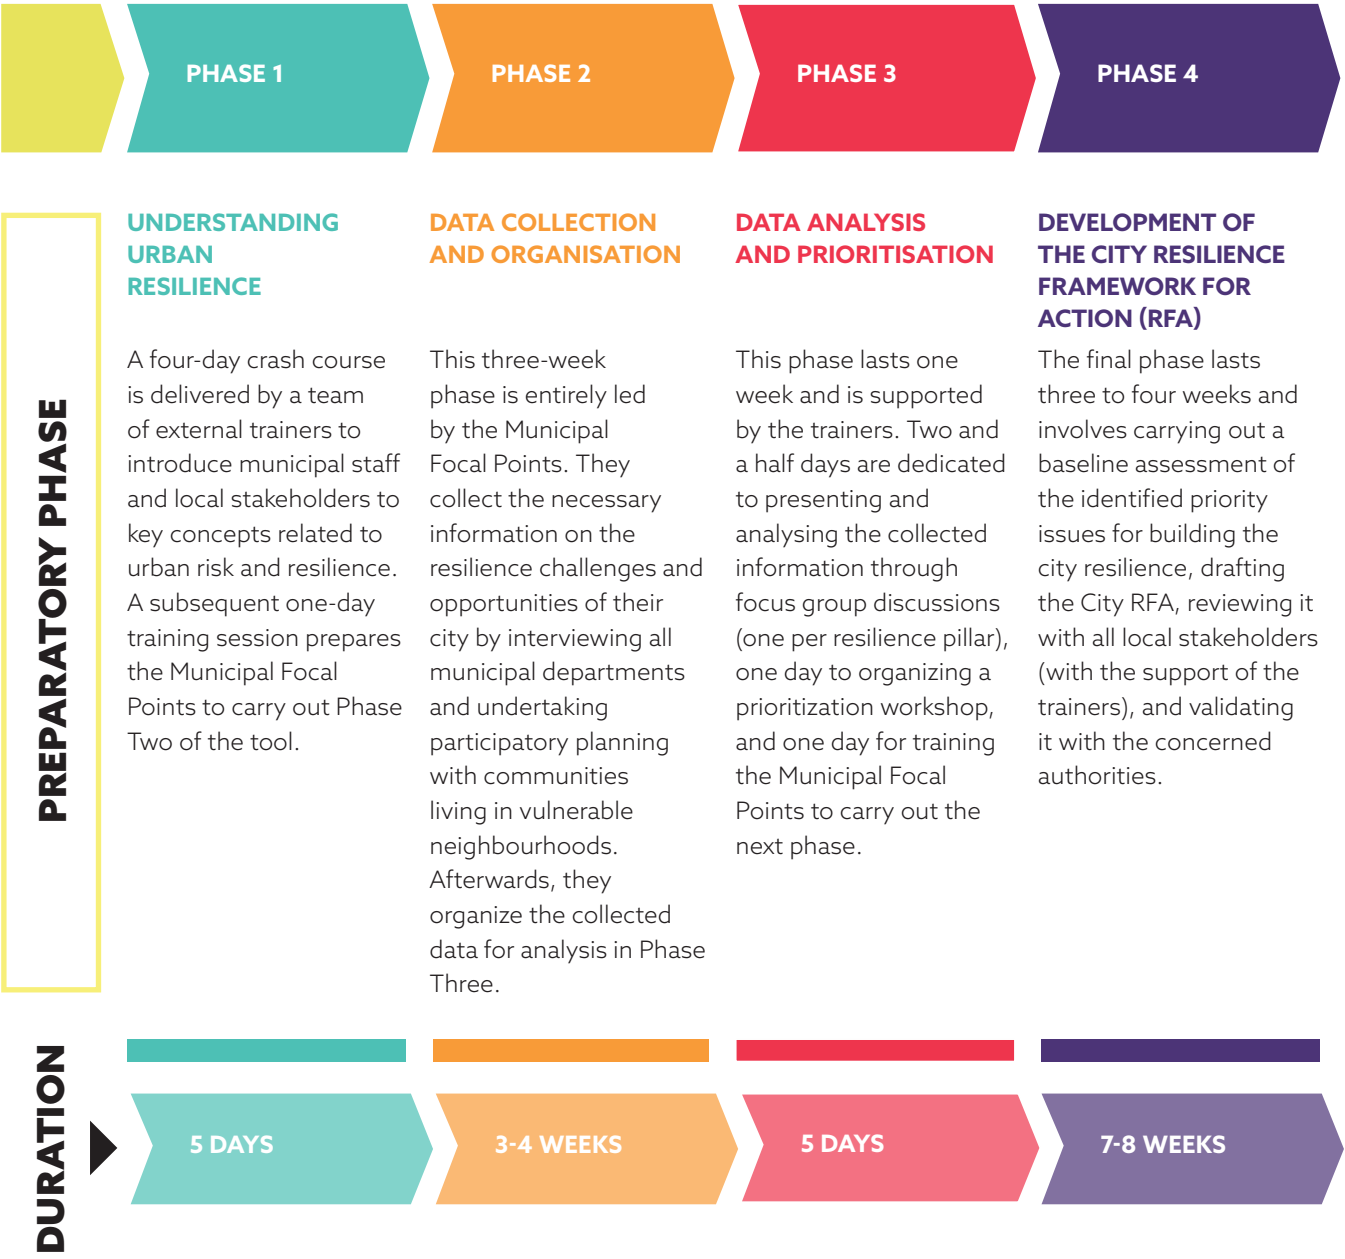 PHASE 1
PHASE 2
PHASE 3
PHASE 4
PREPARATORY PHASE
UNDERSTANDING
URBAN
RESILIENCE
A four-day crash course
is delivered by a team
of external trainers to
introduce municipal staff
and local stakeholders to
key concepts related to
urban risk and resilience.
A subsequent one-day
training session prepares
the Municipal Focal
Points to carry out Phase
Two of the tool.
DATA COLLECTION
AND ORGANISATION
This three-week
phase is entirely led
by the Municipal
Focal Points. They
collect the necessary
information on the
resilience challenges and
opportunities of their
city by interviewing all
municipal departments
and undertaking
participatory planning
with communities
living in vulnerable
neighbourhoods.
Afterwards, they
organize the collected
data for analysis in Phase
Three.
DATA ANALYSIS
AND PRIORITISATION
This phase lasts one
week and is supported
by the trainers. Two and
a half days are dedicated
to presenting and
analysing the collected
information through
focus group discussions
(one per resilience pillar),
one day to organizing a
prioritization workshop,
and one day for training
the Municipal Focal
Points to carry out the
next phase.
DEVELOPMENT OF
THE CITY RESILIENCE
FRAMEWORK FOR
ACTION (RFA)
The final phase lasts
three to four weeks and
involves carrying out a
baseline assessment of
the identified priority
issues for building the
city resilience, drafting
the City RFA, reviewing it
with all local stakeholders
(with the support of the
trainers), and validating
it with the concerned
authorities.
DURATION
5 DAYS
3-4 WEEKS
5 DAYS
7-8 WEEKS